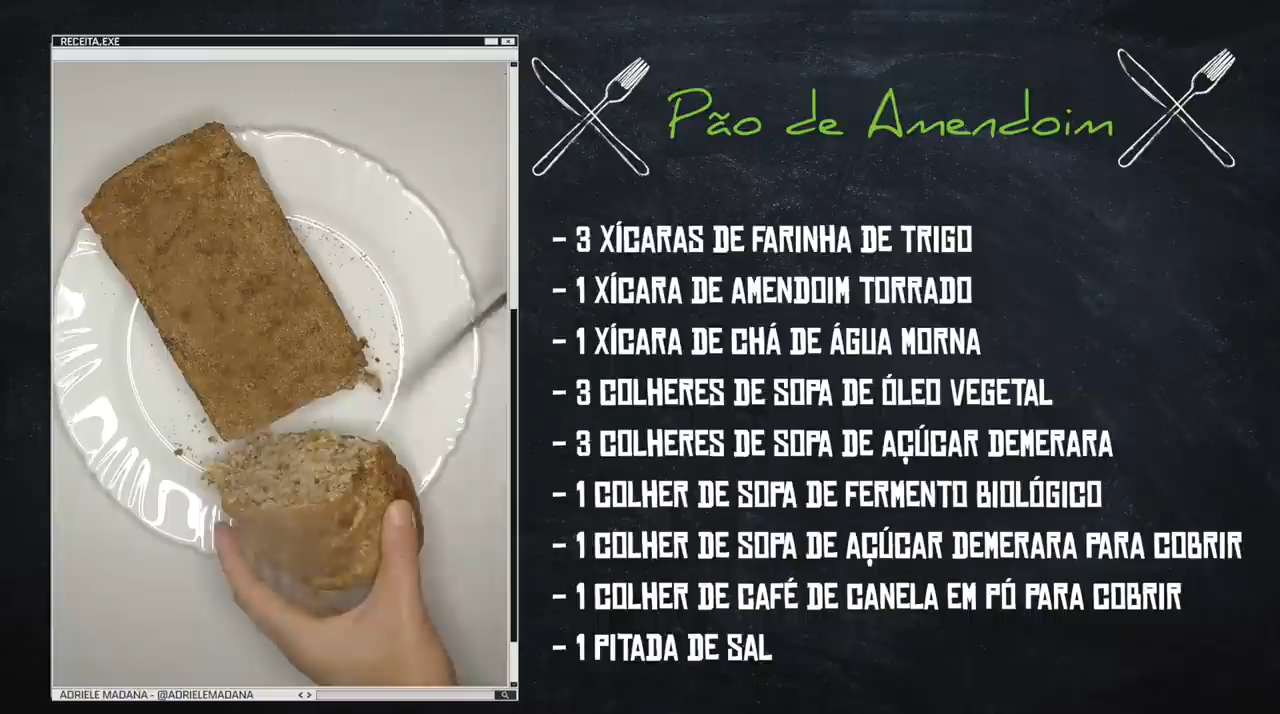 RECEITA.EXE
Pão de Amendoim
- 3 XÍCARAS DE FARINHA DE TRIGO
- 1 XÍCARA DE AMENDOIM TORRADO
- 1 XÍCARA DE CHÁ DE ÁGUA MORNA
- 3 COLHERES DE SOPA DE ÓLEO VEGETAL
- 3 COLHERES DE SOPA DE AÇÚCAR DEMERARA
- 1 COLHER DE SOPA DE FERMENTO BIOLÓGICO
- 1 COLHER DE SOPA DE AÇÚCAR DEMERARA PARA COBRIR
- 1 COLHER DE CAFÉ DE CANELA EM PÓ PARA COBRIR
- 1 PITADA DE SAL
ADRIELE MADANA - @ADRIELEMADANA